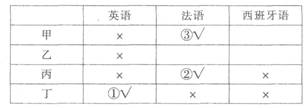 英语 法语 西班牙语
甲 × ③√
乙 ×
丙 × ②√ ×
丁 ①√ × ×